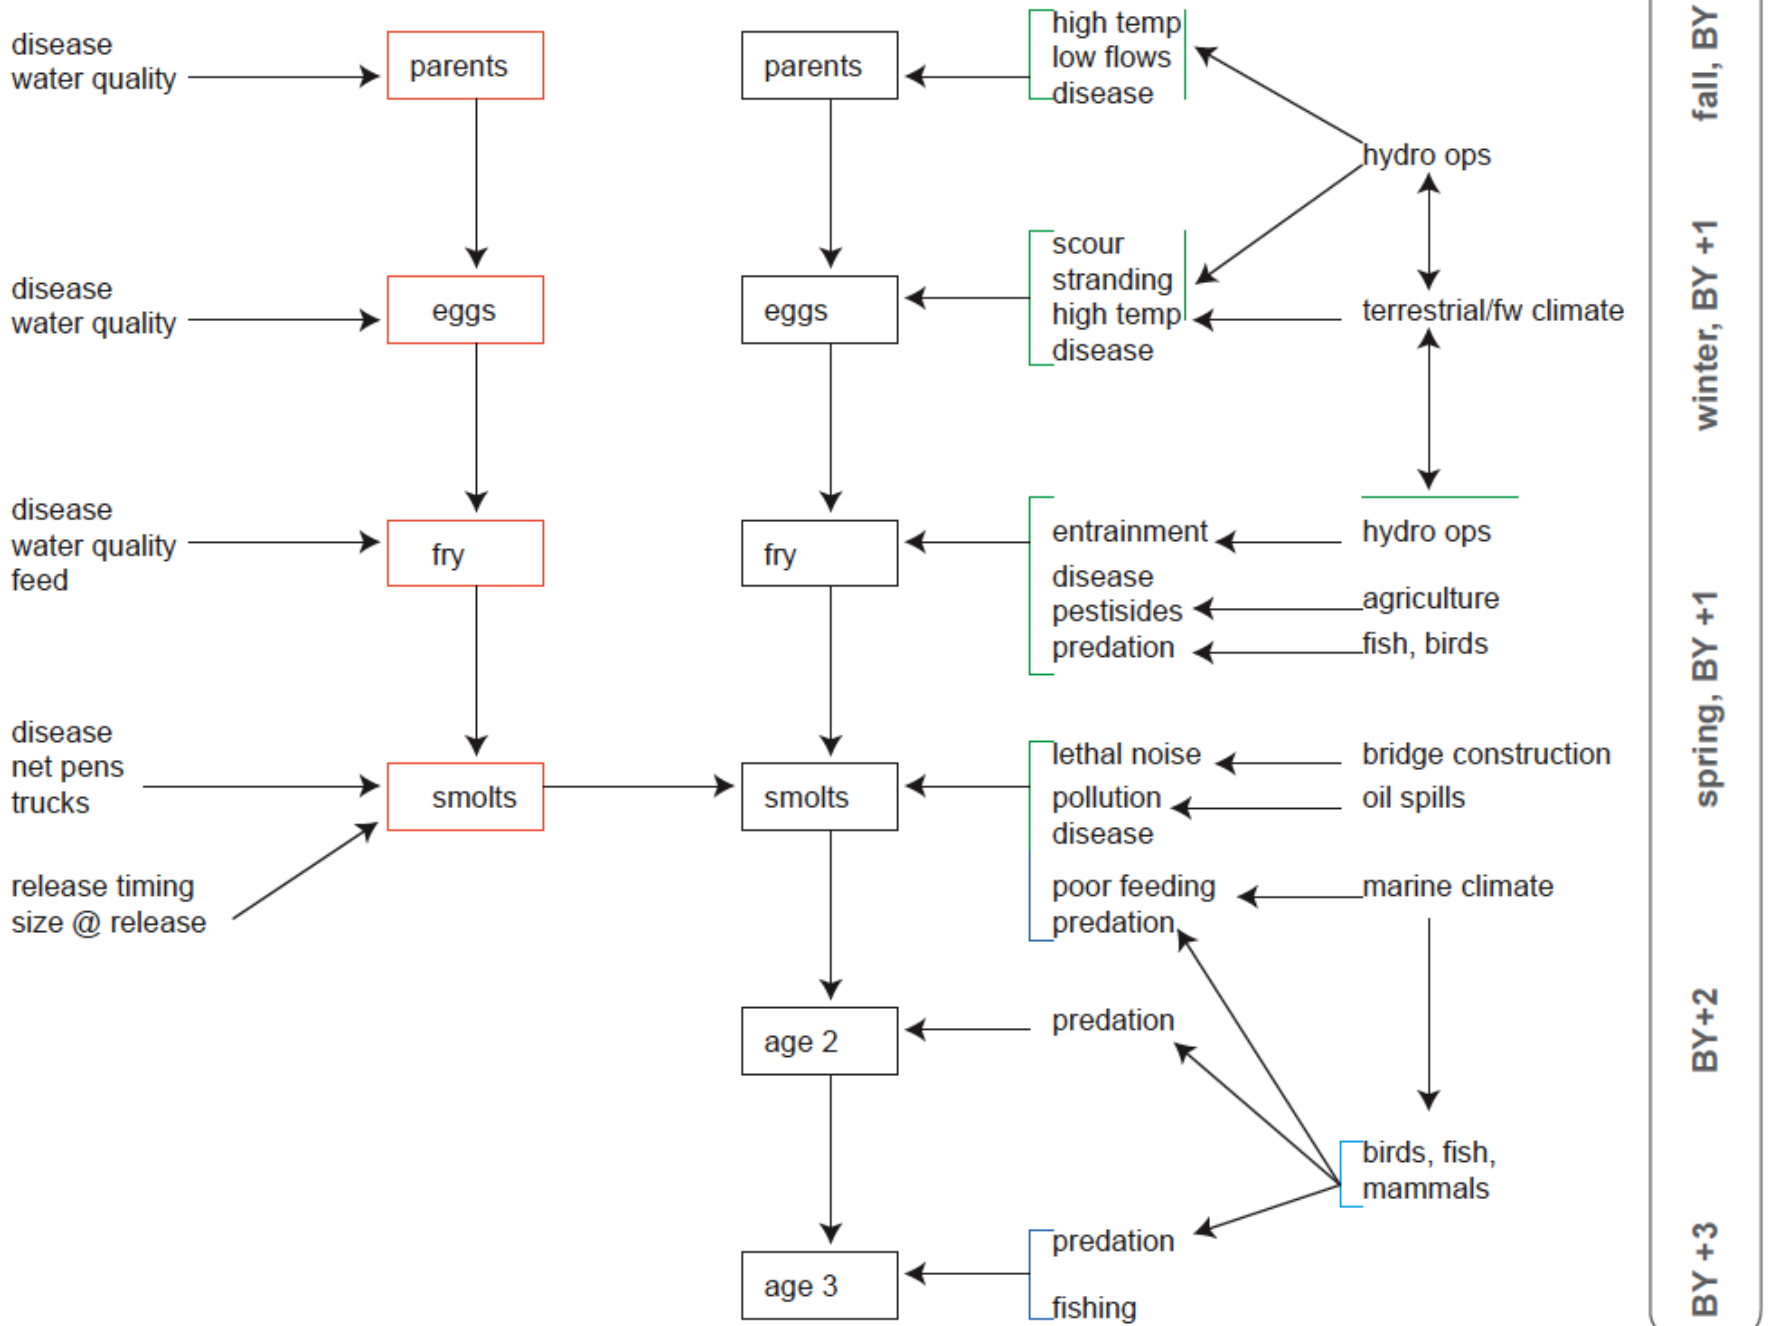 disease
water quality
parents
parents
high temp
low flows
disease
hydro ops
fall, BY
disease
water quality
eggs
eggs
scour
stranding
high temp
disease
terrestrial/fw climate
winter, BY +1
disease
water quality
feed
fry
fry
entrainment
disease
pestisides
predation
hydro ops
agriculture
fish, birds
spring, BY +1
disease
net pens
trucks
smolts
smolts
lethal noise
pollution
disease
poor feeding
predation
bridge construction
oil spills
marine climate
release timing
size @ release
age 2
predation
BY+2
birds, fish,
mammals
age 3
predation
fishing
BY +3